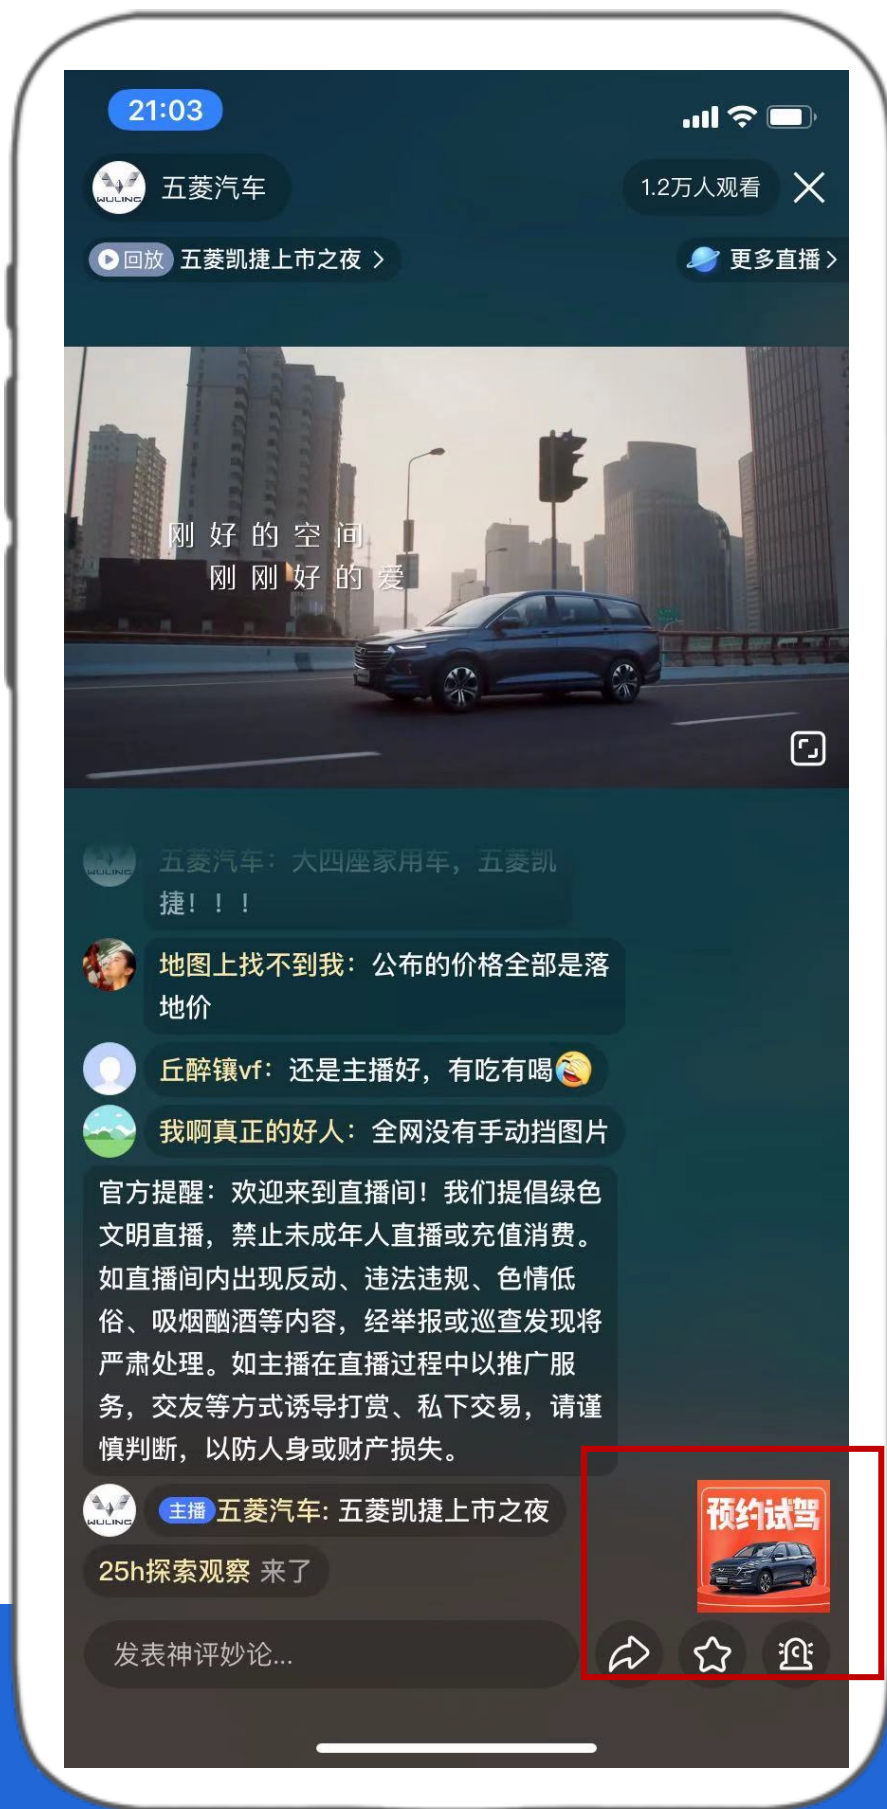 21:03
WULING
五菱汽车
1.2万人观看
回放
五菱凯捷上市之夜
更多直播
刚好的空间
刚刚好的爱
WULING
五菱汽车：大四座家用车，五菱凯
捷！！！
地图上找不到我：公布的价格全部是落
地价
丘醉镶vf：还是主播好，有吃有喝🤣
我啊真正的好人：全网没有手动挡图片
官方提醒：欢迎来到直播间！我们提倡绿色
文明直播，禁止未成年人直播或充值消费。
如直播间内出现反动、违法违规、色情低
俗、吸烟酗酒等内容，经举报或巡查发现将
严肃处理。如主播在直播过程中以推广服
务，交友等方式诱导打赏、私下交易，请谨
慎判断，以防人身或财产损失。
WULING
主播 五菱汽车: 五菱凯捷上市之夜
预约试驾
25h探索观察 来了
发表神评妙论...